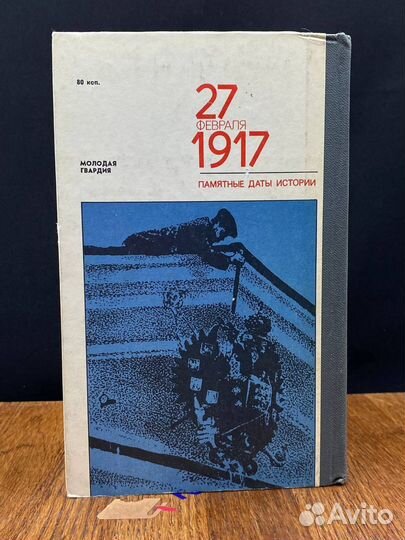 80 коп.
27
ФЕВРАЛЯ
1917
МОЛОДАЯ
ГВАРДИЯ
ПАМЯТНЫЕ ДАТЫ ИСТОРИИ
Avito